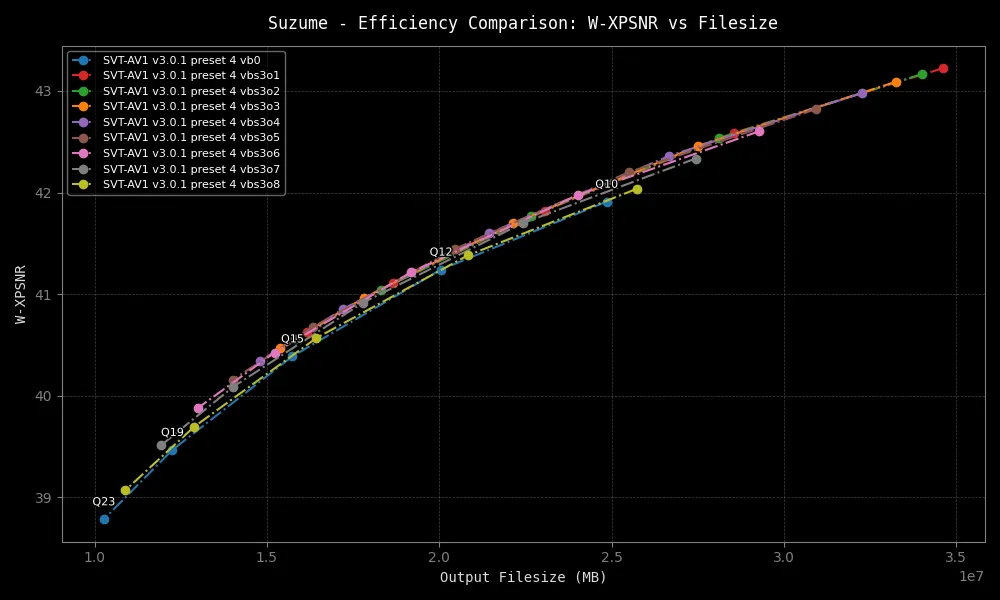 Suzume - Efficiency Comparison: W-XPSNR vs Filesize
SVT-AV1 v3.0.1 preset 4 vb0
SVT-AV1 v3.0.1 preset 4 vbs3o1
SVT-AV1 v3.0.1 preset 4 vbs3o2
SVT-AV1 v3.0.1 preset 4 vbs3o3
SVT-AV1 v3.0.1 preset 4 vbs3o4
SVT-AV1 v3.0.1 preset 4 vbs3o5
SVT-AV1 v3.0.1 preset 4 vbs3o6
SVT-AV1 v3.0.1 preset 4 vbs3o7
SVT-AV1 v3.0.1 preset 4 vbs3o8
43
42
41
40
39
W-XPSNR
Q10
Q12
Q15
Q19
Q23
1.0 1.5 2.0 2.5 3.0 3.5
1e7
Output Filesize (MB)